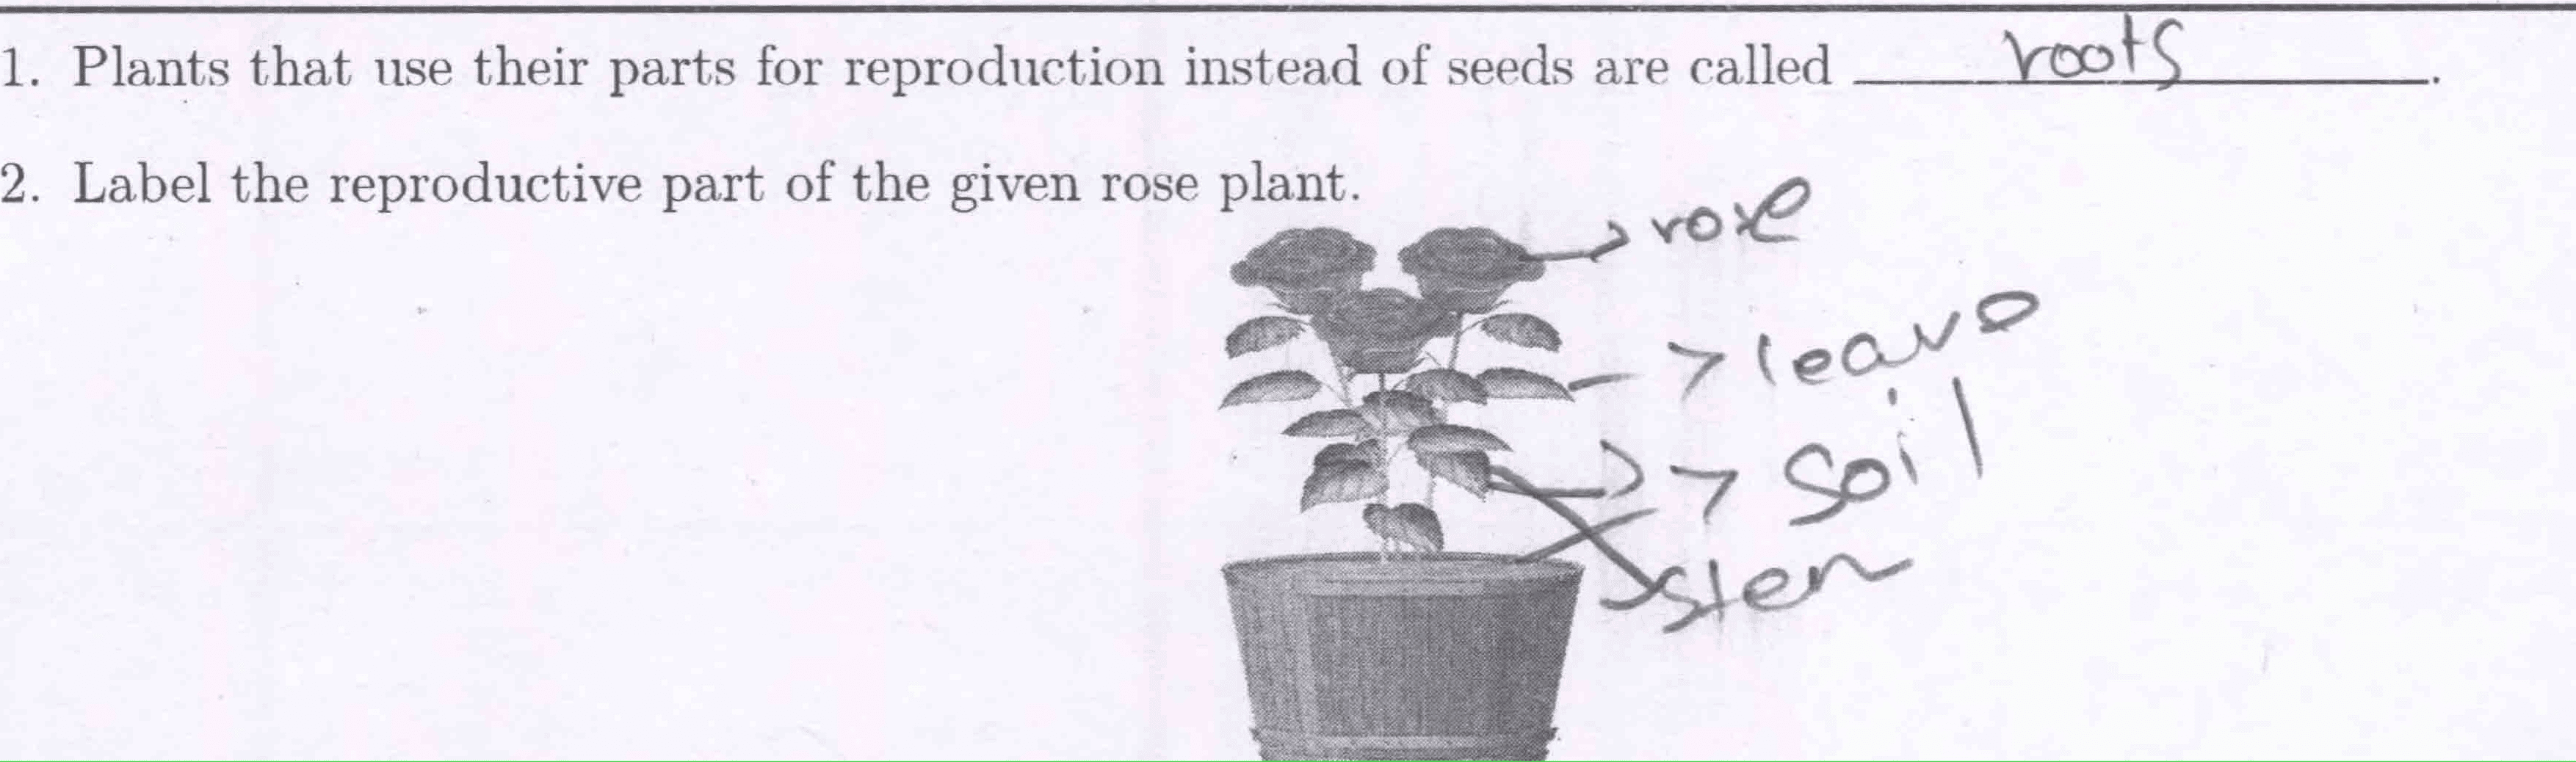 1. Plants that use their parts for reproduction instead of seeds are called roots.
2. Label the reproductive part of the given rose plant.
rose
leave
soil
sten